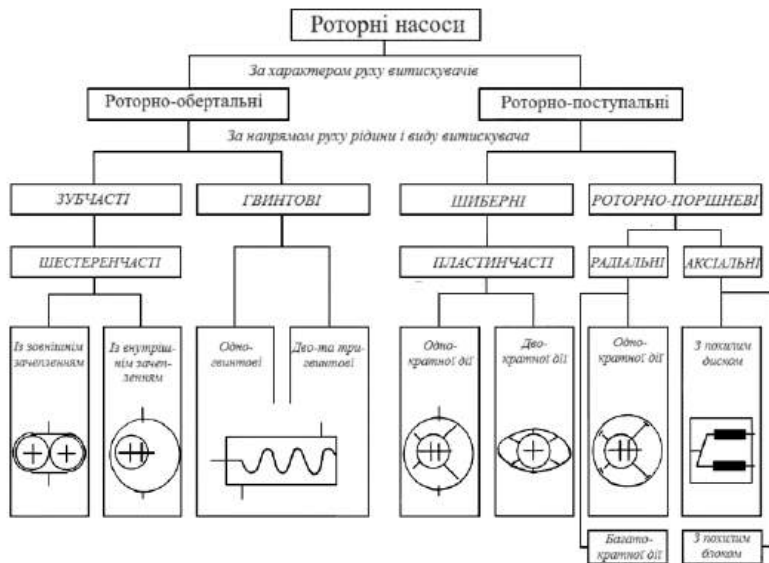 Роторні насоси
За характером руху витискувачів
Роторно-обертальні
Роторно-поступальні
За напрямом руху рідини і виду витискувача
ЗУБЧАСТІ
ГВИНТОВІ
ШИБЕРНІ
РОТОРНО-ПОРШНЕВІ
ШЕСТЕРЕНЧАСТІ
ПЛАСТИНЧАСТІ
РАДІАЛЬНІ
АКСІАЛЬНІ
Із зовнішнім
зачепленням
Із внутріш-
нім зачеп-
ленням
Одно-
гвинтові
Дво-та три-
гвинтові
Одно-
кратної дії
Дво-
кратної дії
Одно-
кратної дії
З похилим
диском
Багато-
кратної дії
З похилим
блоком